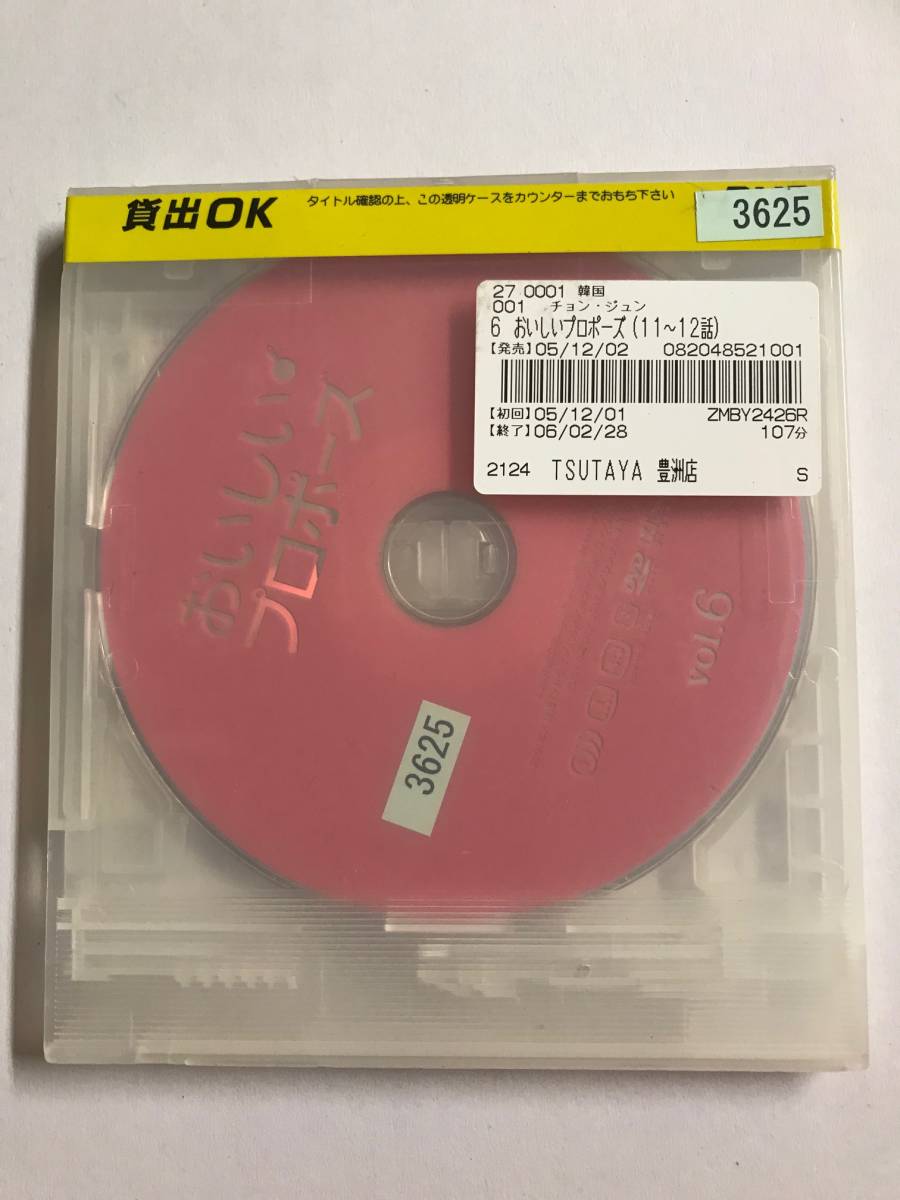 貸出OK
タイトル確認の上、この透明ケースをカウンターまでおもち下さい
3625
27 0001 韓国
001 チョン・ジュン
6 おいしいプロポーズ(11~12話)
【発売】05/12/02 082048521001
【初回】05/12/01 ZMBY2426R
【終了】06/02/28 107分
2124 TSUTAYA 豊洲店 S
おいしい
プロポーズ
vol.6
3625